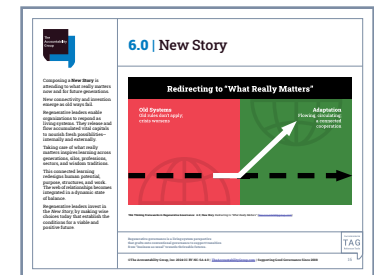 The
Accountability
Group
6.0 | New Story
Composing a New Story is
attending to what really matters
now and for future generations.
New connectivity and invention
emerge as old ways fail.
Regenerative leaders enable
organizations to respond as
living systems. They release and
flow accumulated vital capitals
to nourish fresh possibilities–
internally and externally.
Taking care of what really
matters inspires learning across
generations, silos, professions,
sectors, and wisdom traditions.
This connected learning
redesigns human potential,
purpose, structures, and work.
The web of relationships becomes
integrated in a dynamic state
of balance.
Regenerative leaders invest in
the New Story, by making wise
choices today that establish the
conditions for a viable and
positive future
Redirecting to "What Really Matters"
Old Systems
Old rules don't apply;
crisis worsens
Adaptation
Flowing, circulating
a connected
cooperation
Regenerative governance is a living systems perspective
TAG